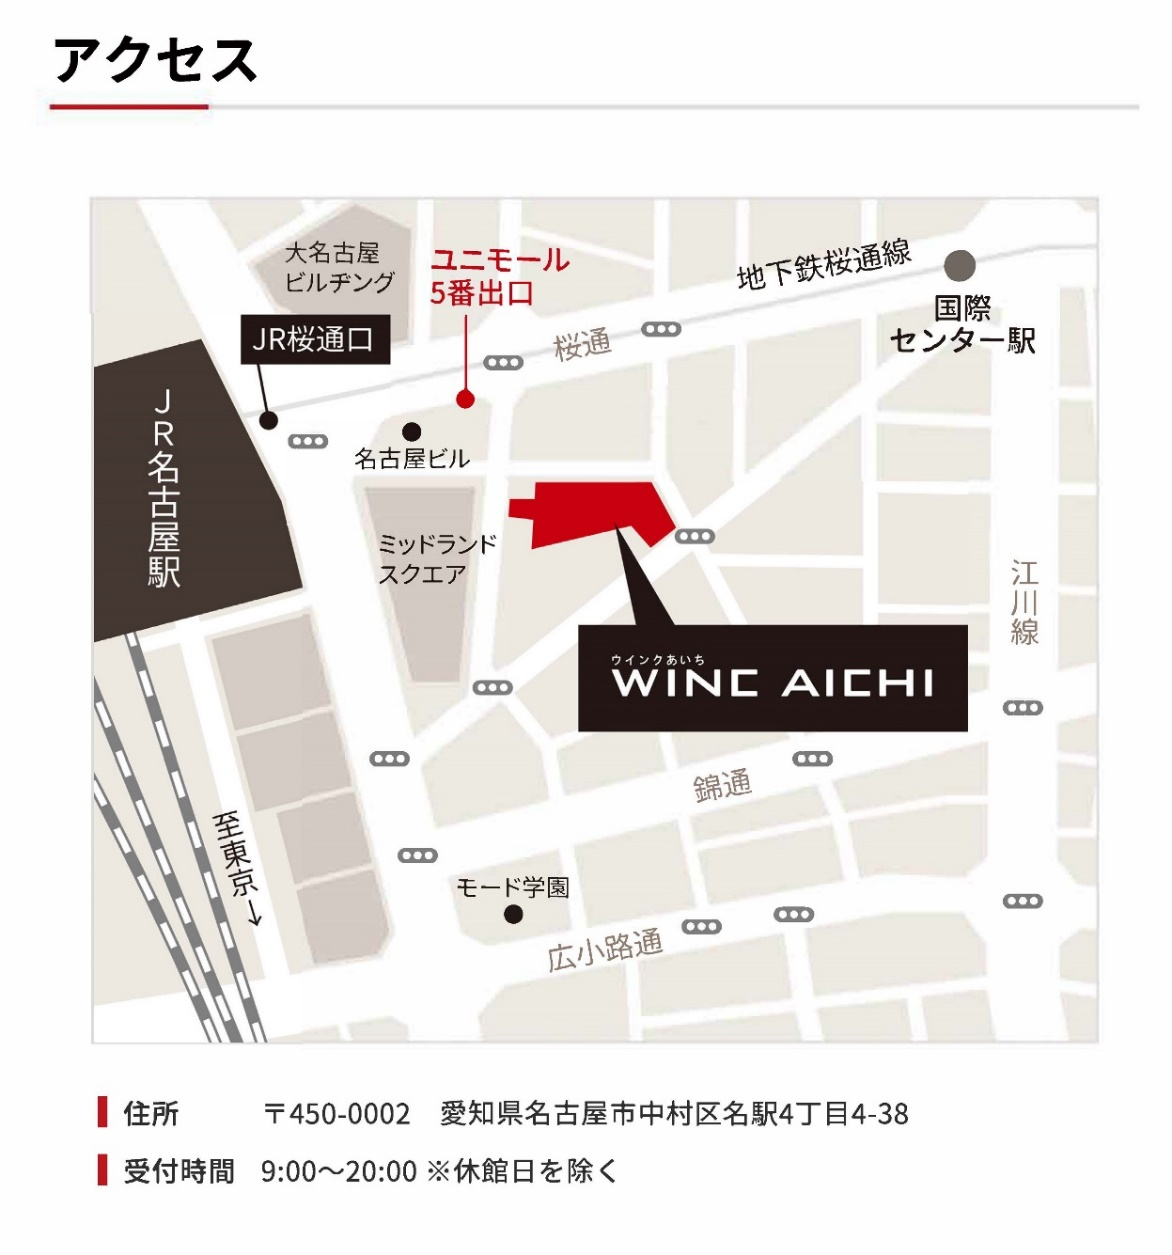 アクセス
大名古屋
ビルヂング
ユニモール
5番出口
地下鉄桜通線
国際
センター駅
JR桜通口
桜通
JR名古屋駅
名古屋ビル
ミッドランド
スクエア
江川線
ウインクあいち
WINC AICHI
錦通
至東京→
モード学園
広小路通
住所 〒450-0002 愛知県名古屋市中村区名駅4丁目4-38
受付時間 9:00～20:00 ※休館日を除く